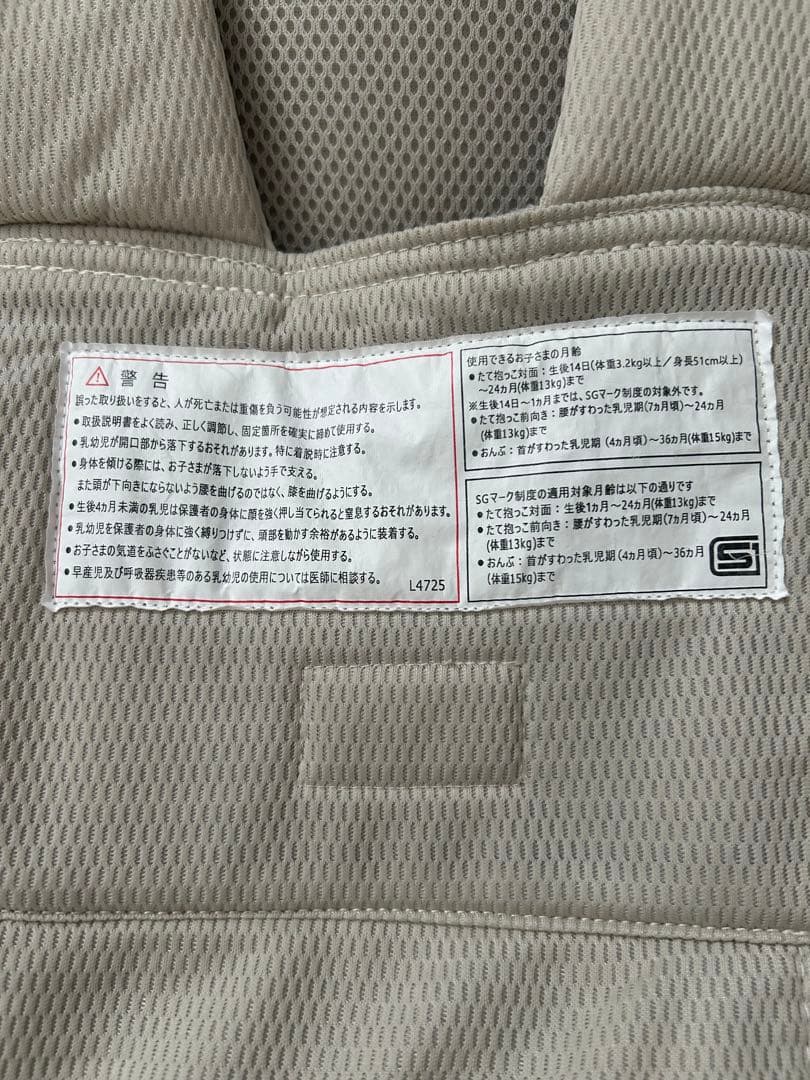 警告
誤った取り扱いをすると、人が死亡または重傷を負う可能性が想定される内容を示します。
●取扱説明書をよく読み、正しく調節し、固定箇所を確実に締めて使用する。
●乳幼児が開口部から落下するおそれがあります。特に着脱時に注意する。
●身体を傾ける際には、お子さまが落下しないよう手で支える。
また頭が下向きにならないよう腰を曲げるのではなく、膝を曲げるようにする。
●生後4カ月未満の乳児は保護者の身体に顔を強く押し当てられると窒息するおそれがあります。
●乳幼児を保護者の身体に強く縛りつけずに、頭部を動かす余裕があるように装着する。
●お子さまの気道をふさぐことがないなど、状態に注意しながら使用する。
●早産児及び呼吸器疾患等のある乳幼児の使用については医師に相談する。
L4725
使用できるお子さまの月齢
●たて抱っこ対面：生後14日(体重3.2kg以上／身長51cm以上)
～24カ月(体重13kg)まで
※生後14日～1カ月までは、SGマーク制度の対象外です。
●たて抱っこ前向き：腰がすわった乳児期(7カ月頃)～24カ月
(体重13kg)まで
●おんぶ：首がすわった乳児期（4カ月頃）～36カ月(体重15kg)まで
SGマーク制度の適用対象月齢は以下の通りです
●たて抱っこ対面：生後1カ月～24カ月(体重13kg)まで
●たて抱っこ前向き：腰がすわった乳児期(7カ月頃)～24カ月
(体重13kg)まで
●おんぶ：首がすわった乳児期（4カ月頃）～36カ月
(体重15kg)まで
SG